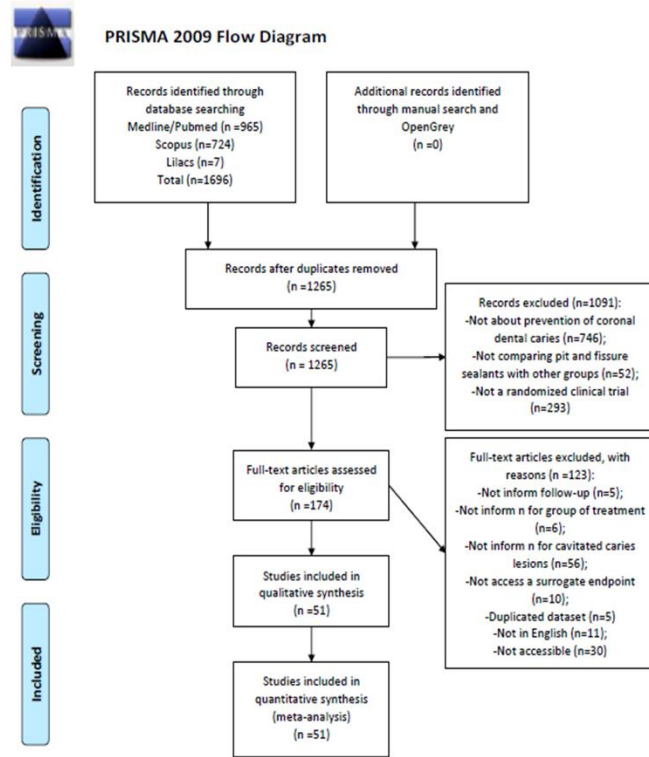 PRISMA
PRISMA 2009 Flow Diagram
Identification
Records identified through
database searching
Medline/Pubmed (n =965)
Scopus (n=724)
Lilacs (n=7)
Total (n=1696)
Additional records identified
through manual search and
OpenGrey
(n =0)
Records after duplicates removed
(n =1265)
Screening
Records screened
(n = 1265)
Records excluded (n=1091):
-Not about prevention of coronal
dental caries (n=746);
-Not comparing pit and fissure
sealants with other groups (n=52);
-Not a randomized clinical trial
(n=293)
Eligibility
Full-text articles assessed
for eligibility
(n =174)
Full-text articles excluded, with
reasons (n =123):
-Not inform follow-up (n=5);
-Not inform n for group of treatment
(n=6);
-Not inform n for cavitated caries
lesions (n=56);
-Not access a surrogate endpoint
(n=10);
-Duplicated dataset (n=5)
-Not in English (n=11);
-Not accessible (n=30)
Studies included in
qualitative synthesis
(n =51)
Included
Studies included in
quantitative synthesis
(meta-analysis)
(n =51)